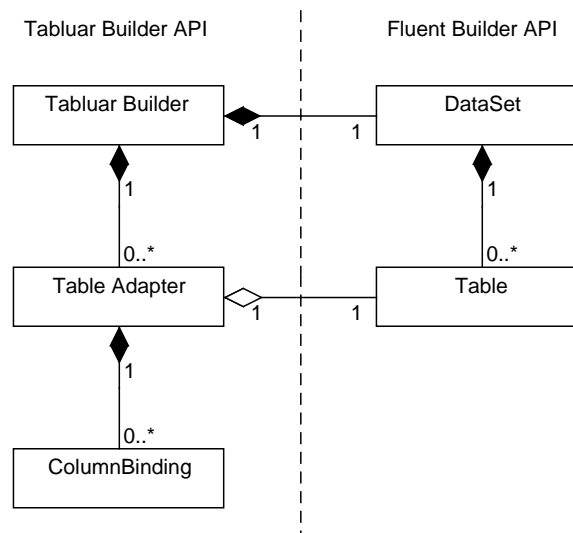 Tabluar Builder API
Fluent Builder API
Tabluar Builder
DataSet
1
1
1
1
0..*
0..*
Table Adapter
Table
1
1
1
0..*
ColumnBinding